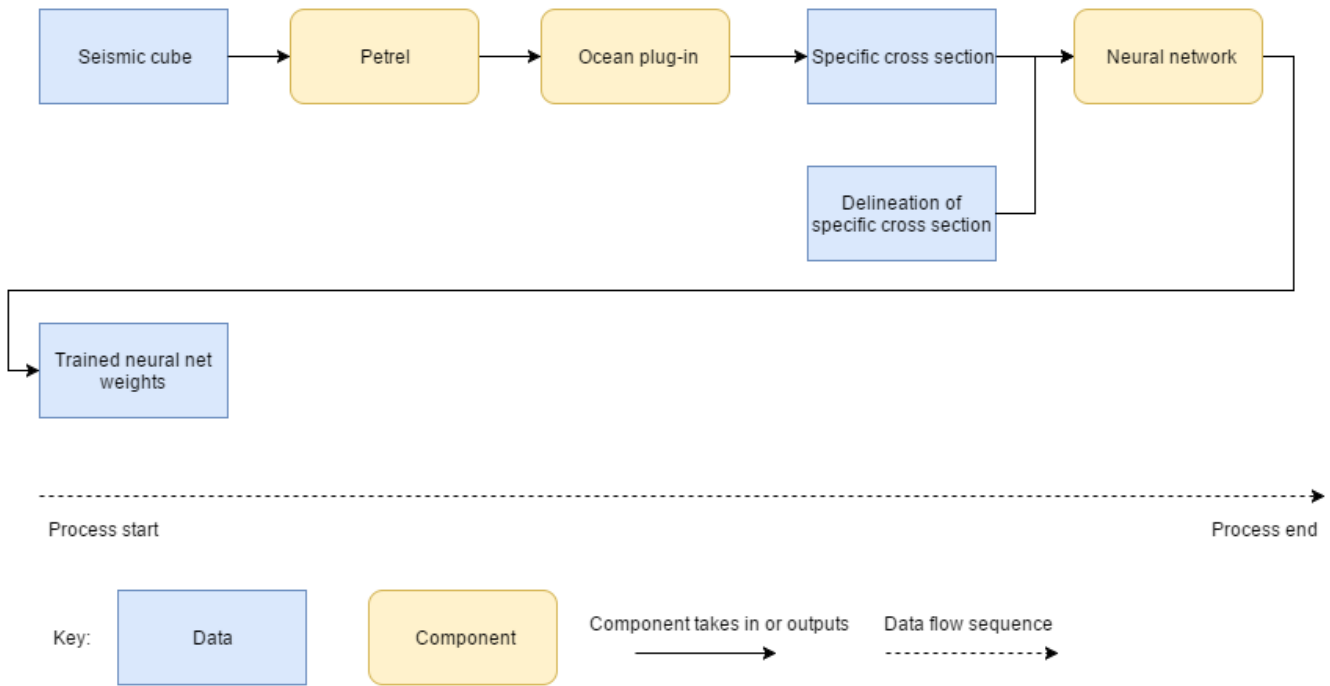 Seismic cube
Petrel
Ocean plug-in
Specific cross section
Neural network
Delineation of
specific cross section
Trained neural net
weights
Process start
Process end
Key:
Data
Component
Component takes in or outputs
Data flow sequence